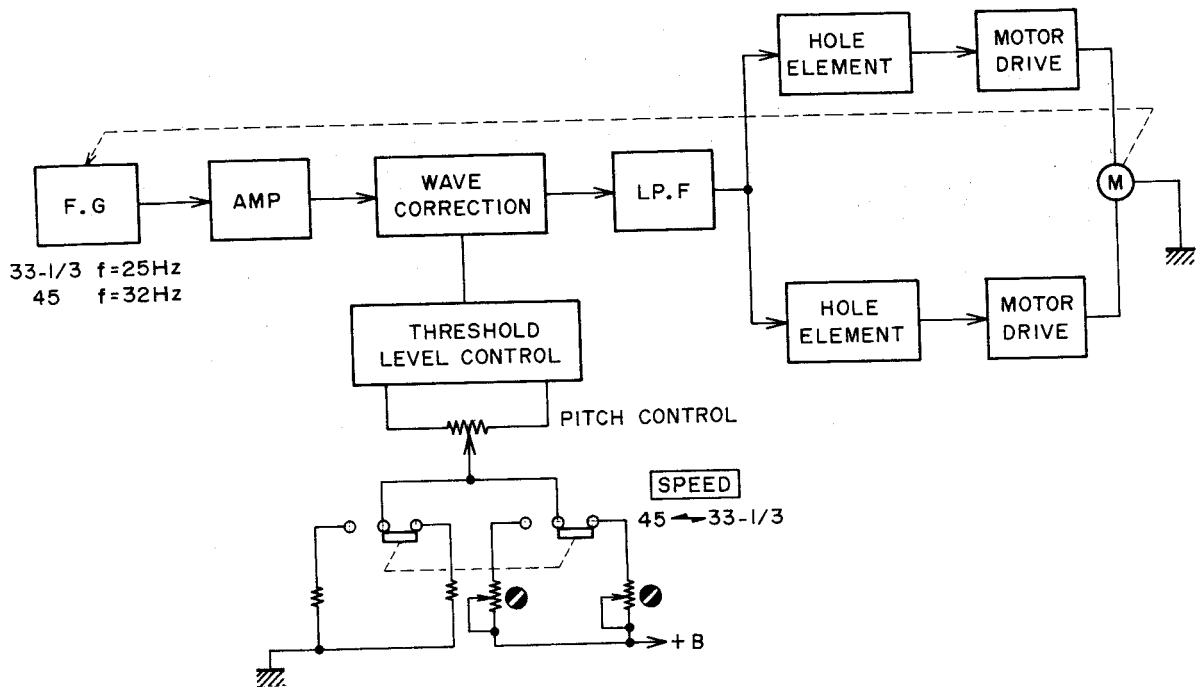 HOLE
ELEMENT
MOTOR
DRIVE
F.G
AMP
WAVE
CORRECTION
LP.F
M
33-1/3 f=25Hz
45 f=32Hz
HOLE
ELEMENT
MOTOR
DRIVE
THRESHOLD
LEVEL CONTROL
PITCH CONTROL
SPEED
45 33-1/3
+B